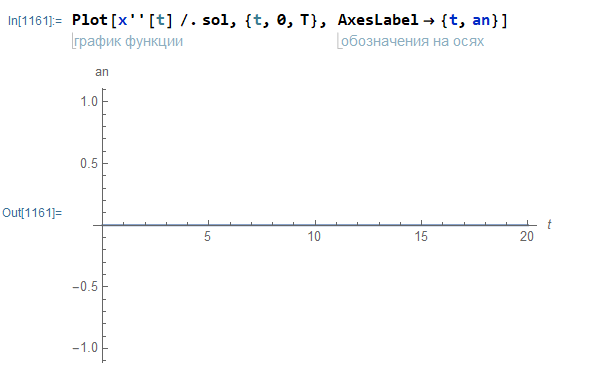 In[1161]:= Plot[x''[t] /. sol, {t, 0, T}, AxesLabel → {t, an}]
график функции обозначения на осях
an
1.0
0.5
Out[1161]=
5 10 15 20 t
-0.5
-1.0